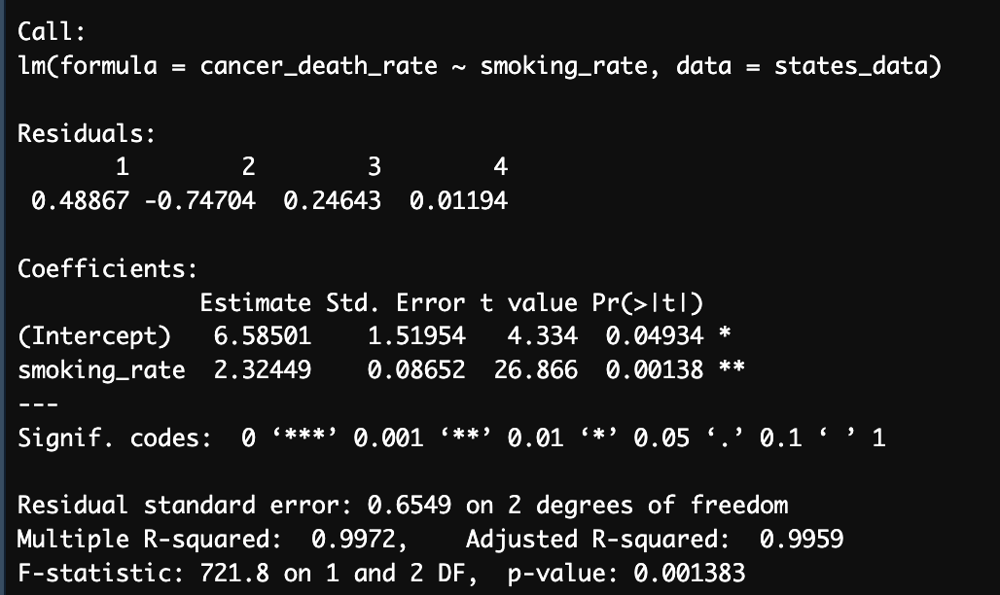 Call:
lm(formula = cancer_death_rate ~ smoking_rate, data = states_data)
Residuals:
1 2 3 4
0.48867 -0.74704 0.24643 0.01194
Coefficients:
Estimate Std. Error t value Pr(>|t|)
(Intercept) 6.58501 1.51954 4.334 0.04934 *
smoking_rate 2.32449 0.08652 26.866 0.00138 **
---
Signif. codes: 0 ‘***’ 0.001 ‘**’ 0.01 ‘*’ 0.05 ‘.’ 0.1 ‘ ’ 1
Residual standard error: 0.6549 on 2 degrees of freedom
Multiple R-squared: 0.9972, Adjusted R-squared: 0.9959
F-statistic: 721.8 on 1 and 2 DF, p-value: 0.001383